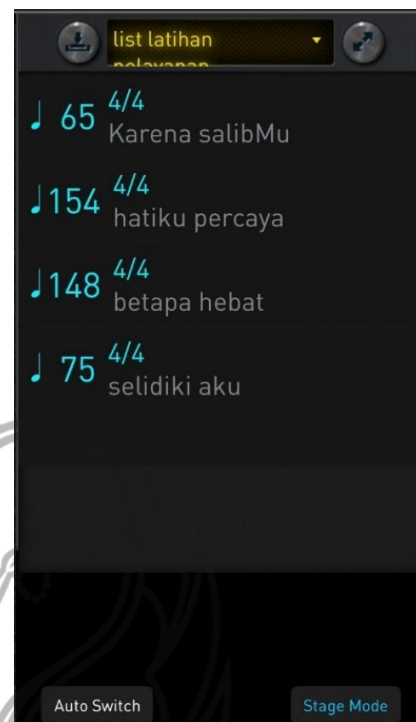 list latihan
pelayanan
♩ 65 4/4
Karena salibMu
♩154 4/4
hatiku percaya
♩148 4/4
betapa hebat
♩ 75 4/4
selidiki aku
Auto Switch Stage Mode